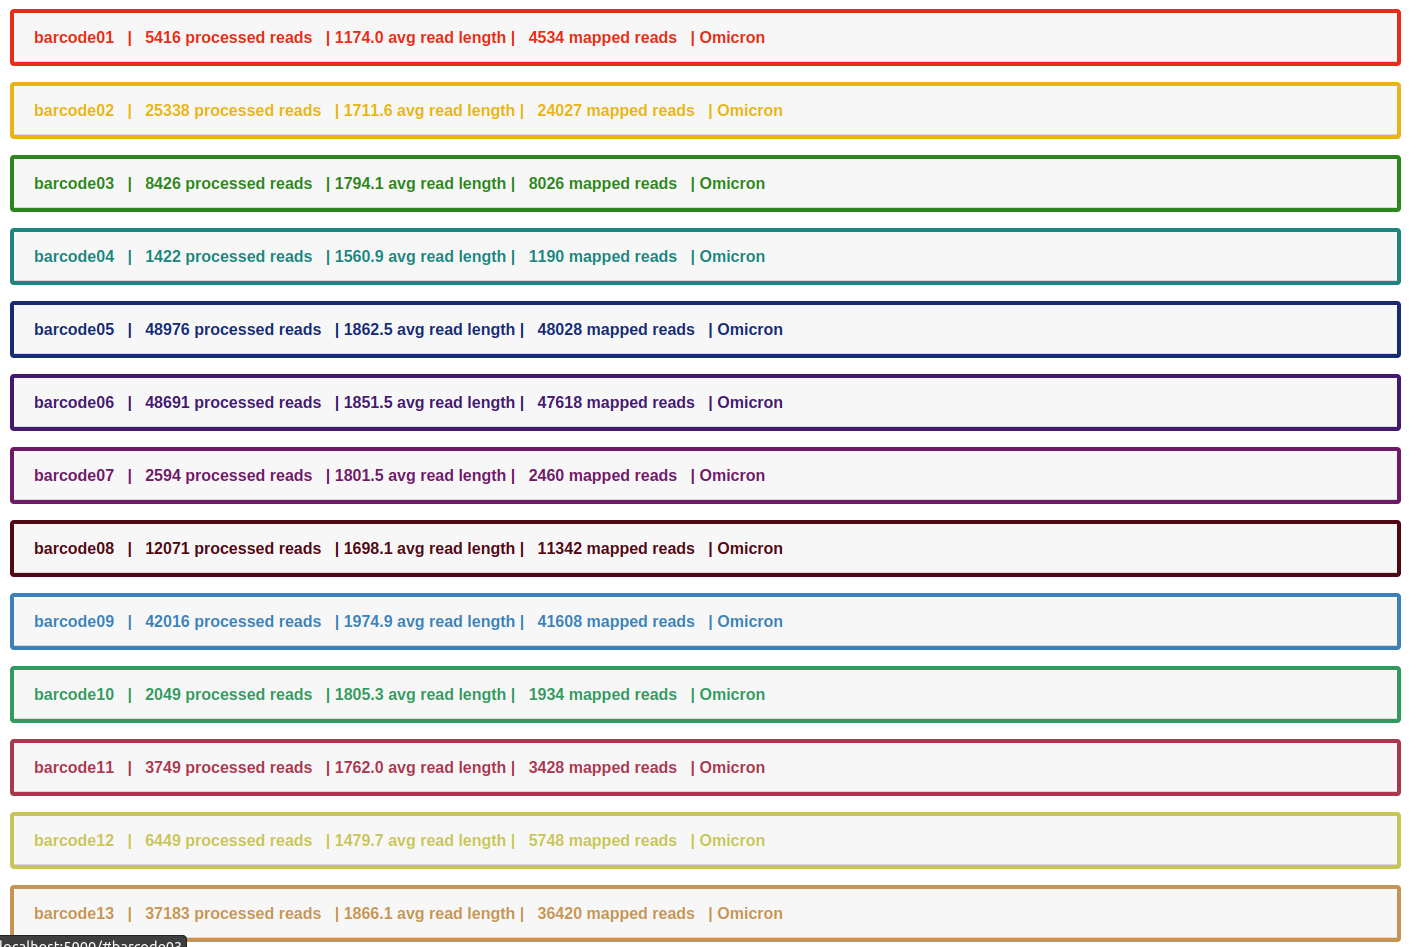 barcode01 | 5416 processed reads | 1174.0 avg read length | 4534 mapped reads | Omicron
barcode02 | 25338 processed reads | 1711.6 avg read length | 24027 mapped reads | Omicron
barcode03 | 8426 processed reads | 1794.1 avg read length | 8026 mapped reads | Omicron
barcode04 | 1422 processed reads | 1560.9 avg read length | 1190 mapped reads | Omicron
barcode05 | 48976 processed reads | 1862.5 avg read length | 48028 mapped reads | Omicron
barcode06 | 48691 processed reads | 1851.5 avg read length | 47618 mapped reads | Omicron
barcode07 | 2594 processed reads | 1801.5 avg read length | 2460 mapped reads | Omicron
barcode08 | 12071 processed reads | 1698.1 avg read length | 11342 mapped reads | Omicron
barcode09 | 42016 processed reads | 1974.9 avg read length | 41608 mapped reads | Omicron
barcode10 | 2049 processed reads | 1805.3 avg read length | 1934 mapped reads | Omicron
barcode11 | 3749 processed reads | 1762.0 avg read length | 3428 mapped reads | Omicron
barcode12 | 6449 processed reads | 1479.7 avg read length | 5748 mapped reads | Omicron
barcode13 | 37183 processed reads | 1866.1 avg read length | 36420 mapped reads | Omicron
localhost:5000/#barcode03